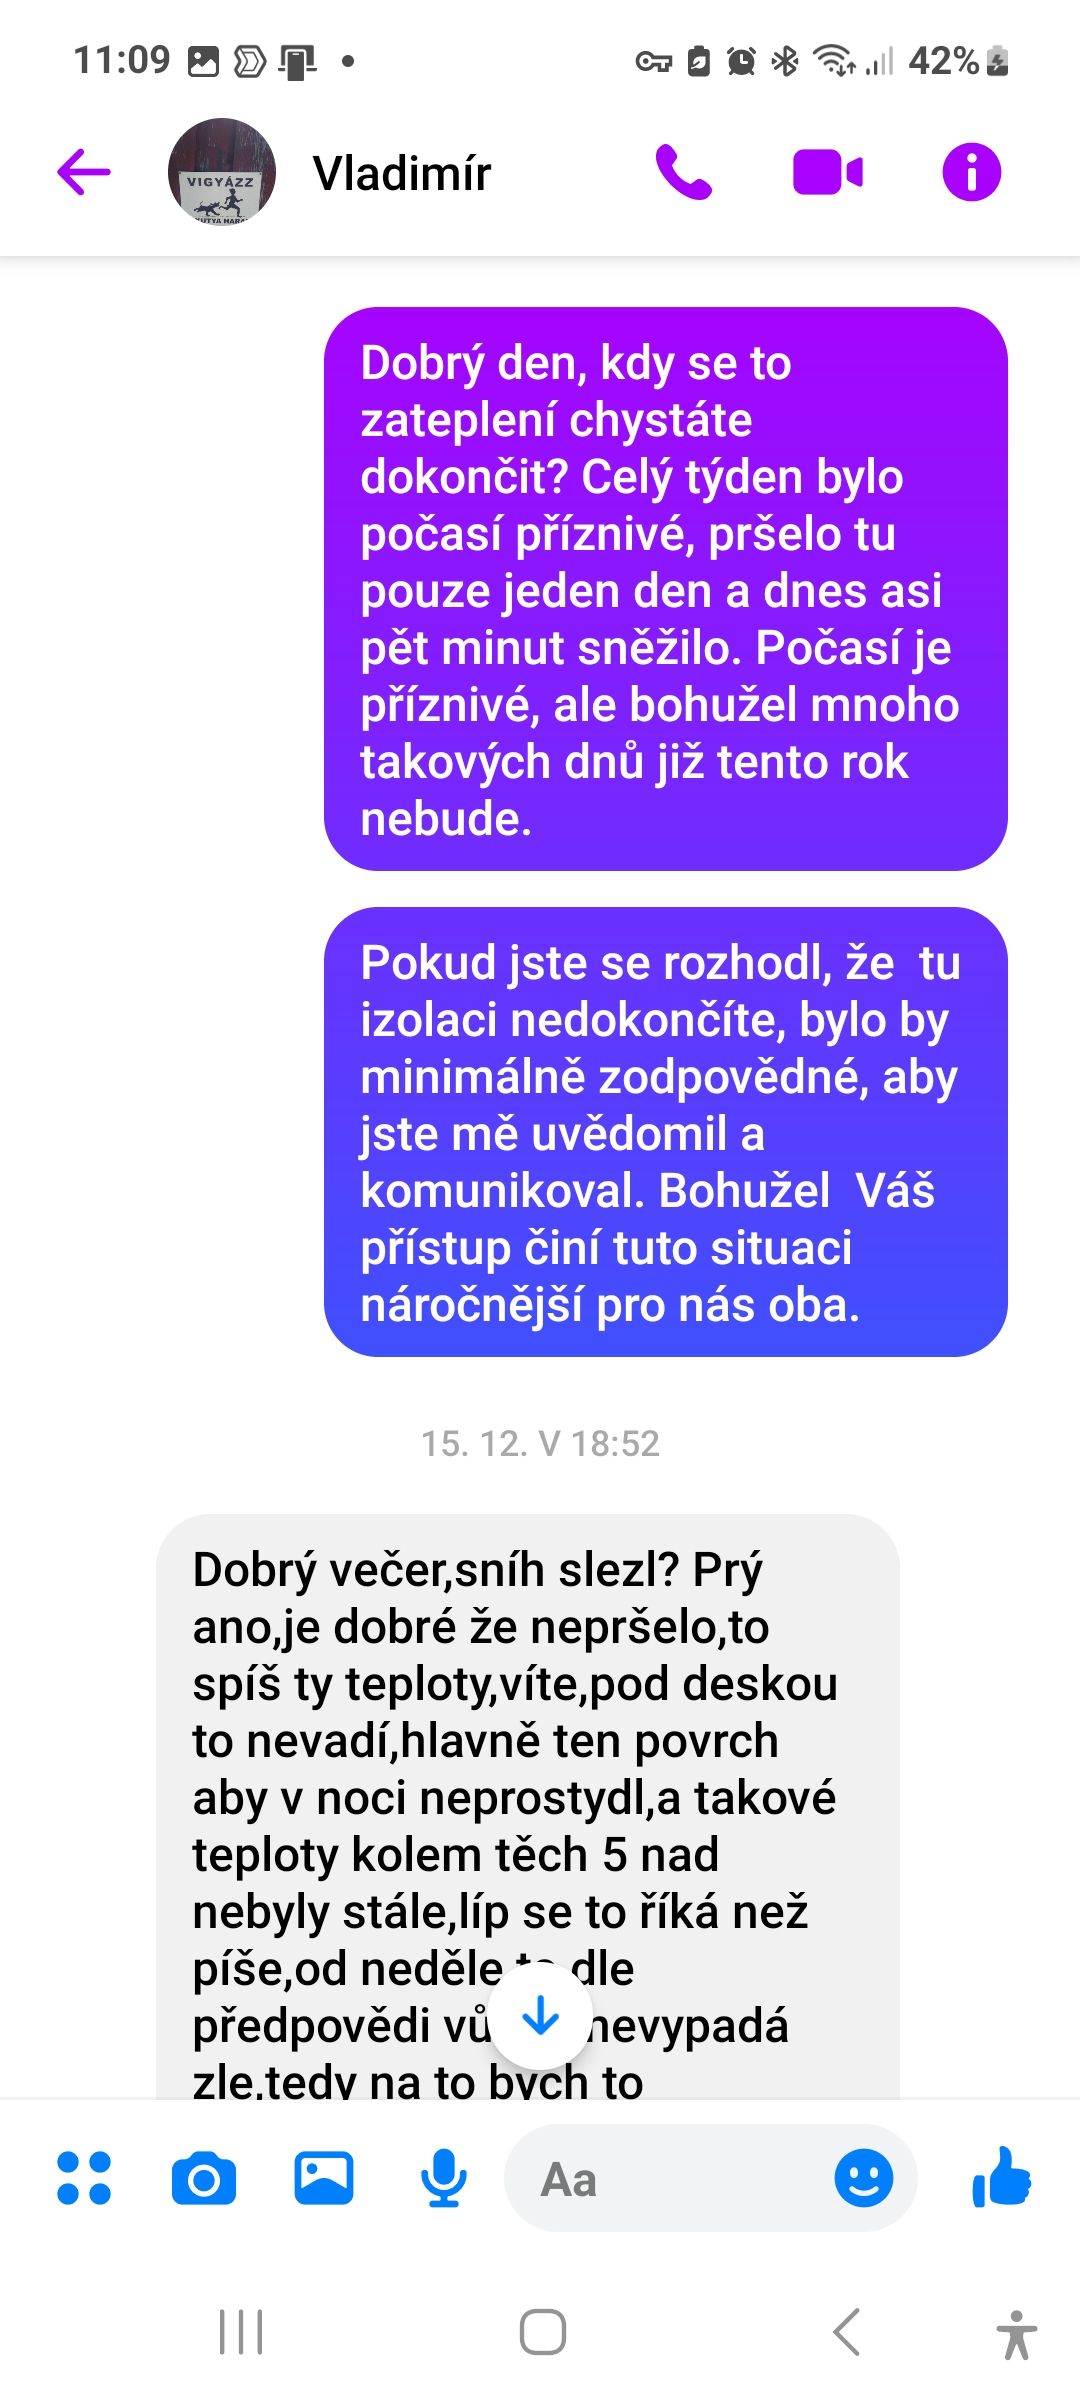 11:09
42%
VIGYÁZZ
KUTYA HARA
Vladimír
Dobrý den, kdy se to
zateplení chystáte
dokončit? Celý týden bylo
počasí příznivé, pršelo tu
pouze jeden den a dnes asi
pět minut sněžilo. Počasí je
příznivé, ale bohužel mnoho
takových dnů již tento rok
nebude.
Pokud jste se rozhodl, že  tu
izolaci nedokončíte, bylo by
minimálně zodpovědné, aby
jste mě uvědomil a
komunikoval. Bohužel  Váš
přístup činí tuto situaci
náročnější pro nás oba.
15. 12. V 18:52
Dobrý večer,sníh slezl? Prý
ano,je dobré že nepršelo,to
spíš ty teploty,víte,pod deskou
to nevadí,hlavně ten povrch
aby v noci neprostydl,a takové
teploty kolem těch 5 nad
nebyly stále,líp se to říká než
píše,od neděle dle
předpovědi nevypadá
zle,tedy na to bych to
Aa